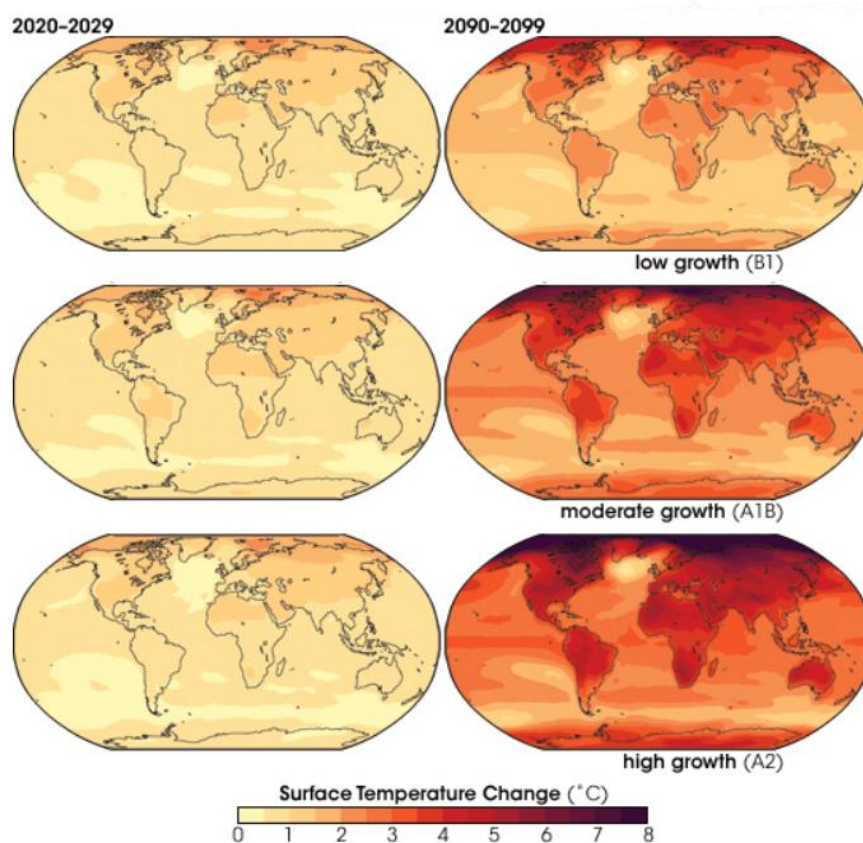 2020–2029
2090–2099
low growth (B1)
moderate growth (A1B)
high growth (A2)
Surface Temperature Change (˚C)
0 1 2 3 4 5 6 7 8